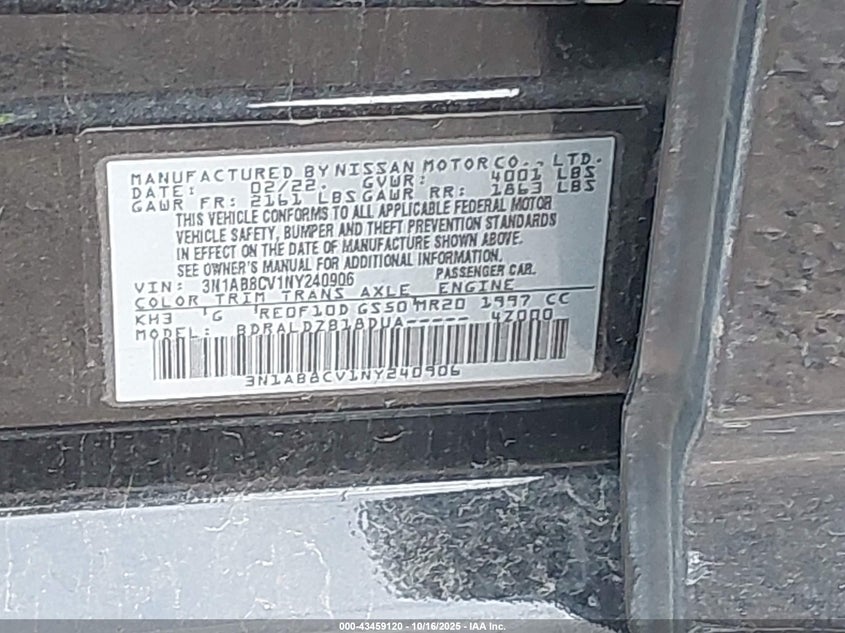 MANUFACTURED BY NISSAN MOTOR CO., LTD.
DATE: 02/22. GVWR: 4001 LBS
GAWR FR: 2161 LBS GAWR RR: 1863 LBS
THIS VEHICLE CONFORMS TO ALL APPLICABLE FEDERAL MOTOR
VEHICLE SAFETY, BUMPER AND THEFT PREVENTION STANDARDS
IN EFFECT ON THE DATE OF MANUFACTURE SHOWN ABOVE.
SEE OWNER'S MANUAL FOR ADDITIONAL INFORMATION.
VIN: 3N1AB8CV1NY240906 PASSENGER CAR.
COLOR TRIM TRANS AXLE ENGINE
KH3 G RE0F10D GS50 MR20 1997 CC
MODEL: BDRALDZB18DUA----- 4Z000
3N1AB8CV1NY240906
000-43459120 - 10/16/2025 - IAA Inc.